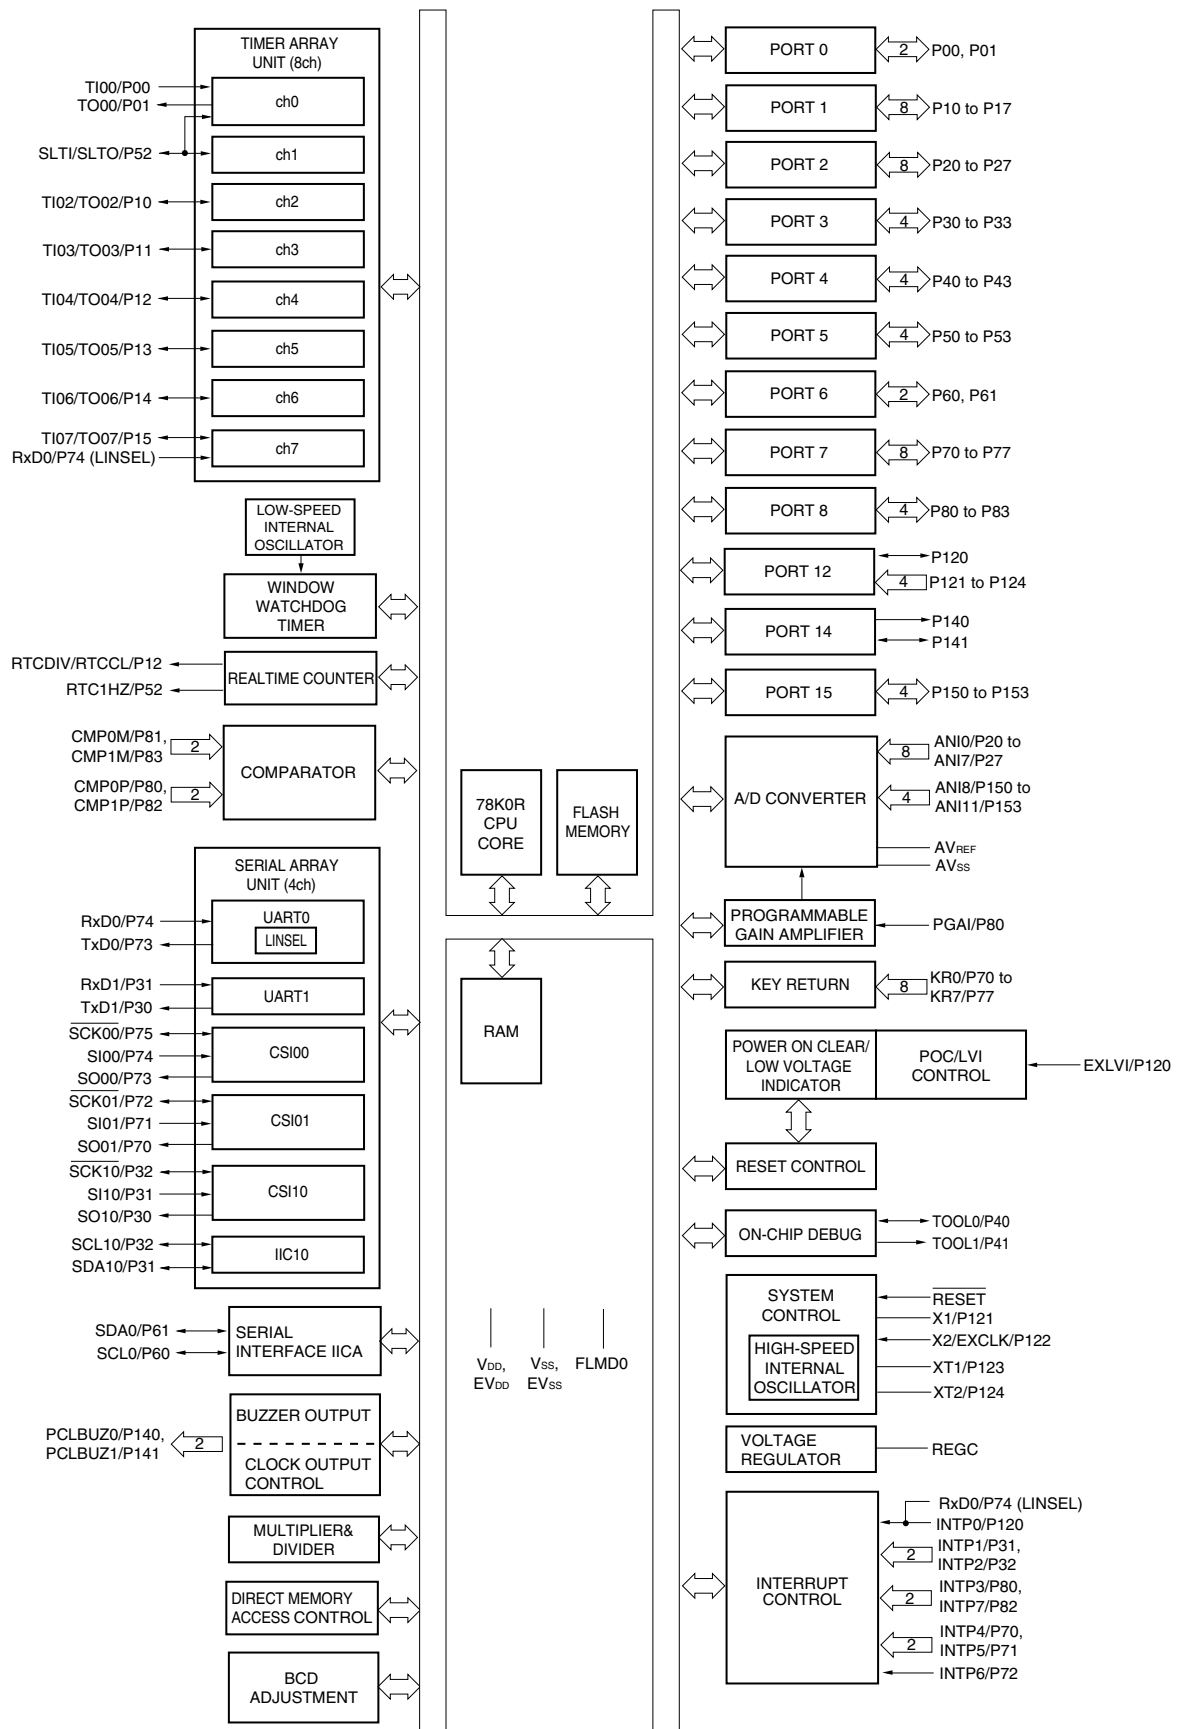 TIMER ARRAY
UNIT (8ch)
TI00/P00
TO00/P01
ch0
SLTI/SLTO/P52
ch1
TI02/TO02/P10
ch2
TI03/TO03/P11
ch3
TI04/TO04/P12
ch4
TI05/TO05/P13
ch5
TI06/TO06/P14
ch6
TI07/TO07/P15
RxD0/P74 (LINSEL)
ch7
LOW-SPEED
INTERNAL
OSCILLATOR
WINDOW
WATCHDOG
TIMER
RTCDIV/RTCCL/P12
RTC1HZ/P52
REALTIME COUNTER
CMP0M/P81,
CMP1M/P83
2
CMP0P/P80,
CMP1P/P82
2
COMPARATOR
SERIAL ARRAY
UNIT (4ch)
RxD0/P74
TxD0/P73
UART0
LINSEL
RxD1/P31
TxD1/P30
UART1
SCK00/P75
SI00/P74
SO00/P73
CSI00
SCK01/P72
SI01/P71
SO01/P70
CSI01
SCK10/P32
SI10/P31
SO10/P30
CSI10
SCL10/P32
SDA10/P31
IIC10
SDA0/P61
SCL0/P60
SERIAL
INTERFACE IICA
PCLBUZ0/P140,
PCLBUZ1/P141
2
BUZZER OUTPUT
CLOCK OUTPUT
CONTROL
MULTIPLIER&
DIVIDER
DIRECT MEMORY
ACCESS CONTROL
BCD
ADJUSTMENT
78K0R
CPU
CORE
FLASH
MEMORY
RAM
VDD,
EVDD
VSS,
EVSS
FLMD0
PORT 0
2
P00, P01
PORT 1
8
P10 to P17
PORT 2
8
P20 to P27
PORT 3
4
P30 to P33
PORT 4
4
P40 to P43
PORT 5
4
P50 to P53
PORT 6
2
P60, P61
PORT 7
8
P70 to P77
PORT 8
4
P80 to P83
PORT 12
P120
4
P121 to P124
PORT 14
P140
P141
PORT 15
4
P150 to P153
A/D CONVERTER
8
ANI0/P20 to
ANI7/P27
4
ANI8/P150 to
ANI11/P153
AVREF
AVSS
PROGRAMMABLE
GAIN AMPLIFIER
PGAI/P80
KEY RETURN
8
KR0/P70 to
KR7/P77
POWER ON CLEAR/
LOW VOLTAGE
INDICATOR
POC/LVI
CONTROL
EXLVI/P120
RESET CONTROL
ON-CHIP DEBUG
TOOL0/P40
TOOL1/P41
SYSTEM
CONTROL
HIGH-SPEED
INTERNAL
OSCILLATOR
RESET
X1/P121
X2/EXCLK/P122
XT1/P123
XT2/P124
VOLTAGE
REGULATOR
REGC
INTERRUPT
CONTROL
RxD0/P74 (LINSEL)
INTP0/P120
2
INTP1/P31,
INTP2/P32
2
INTP3/P80,
INTP7/P82
2
INTP4/P70,
INTP5/P71
INTP6/P72